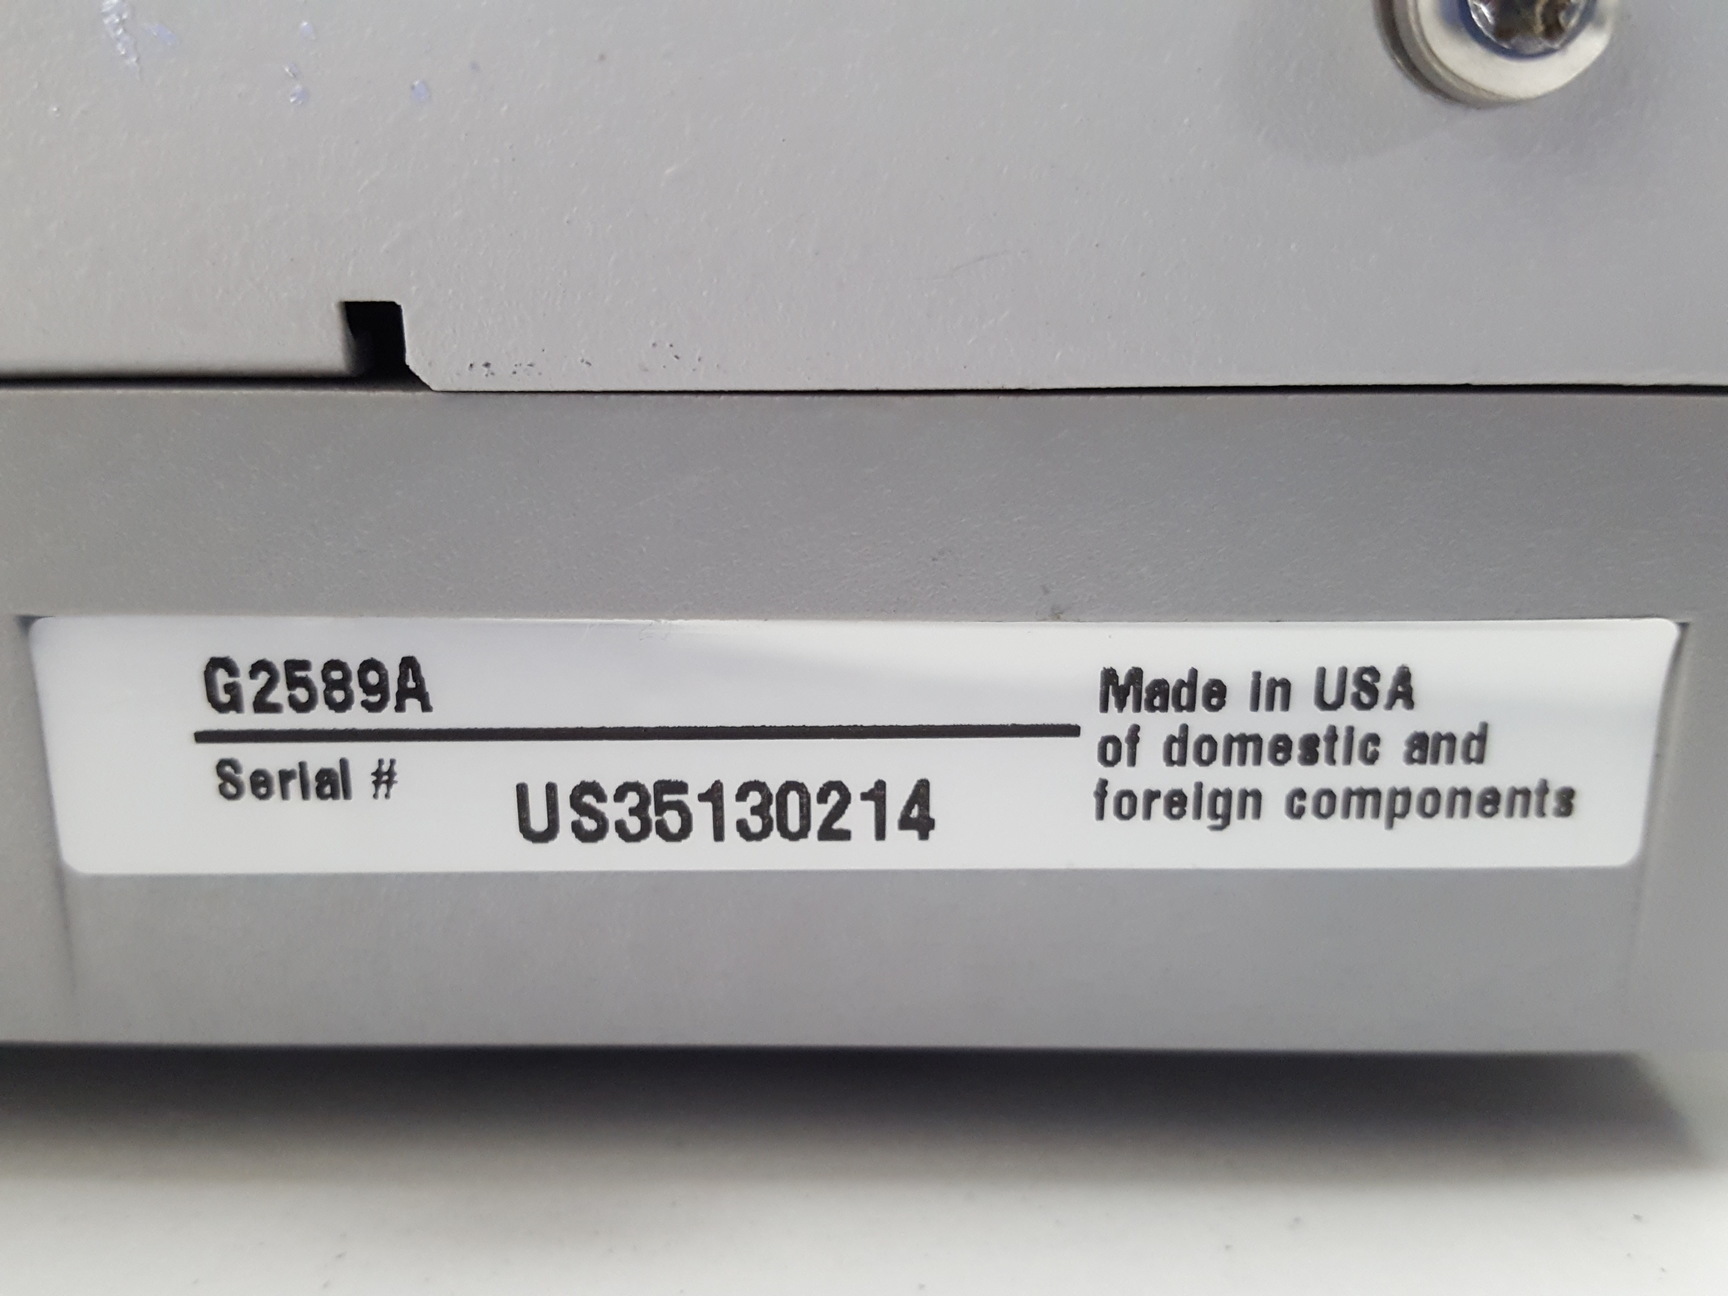 G2589A
Serial #
US35130214
Made in USA
of domestic and
foreign components